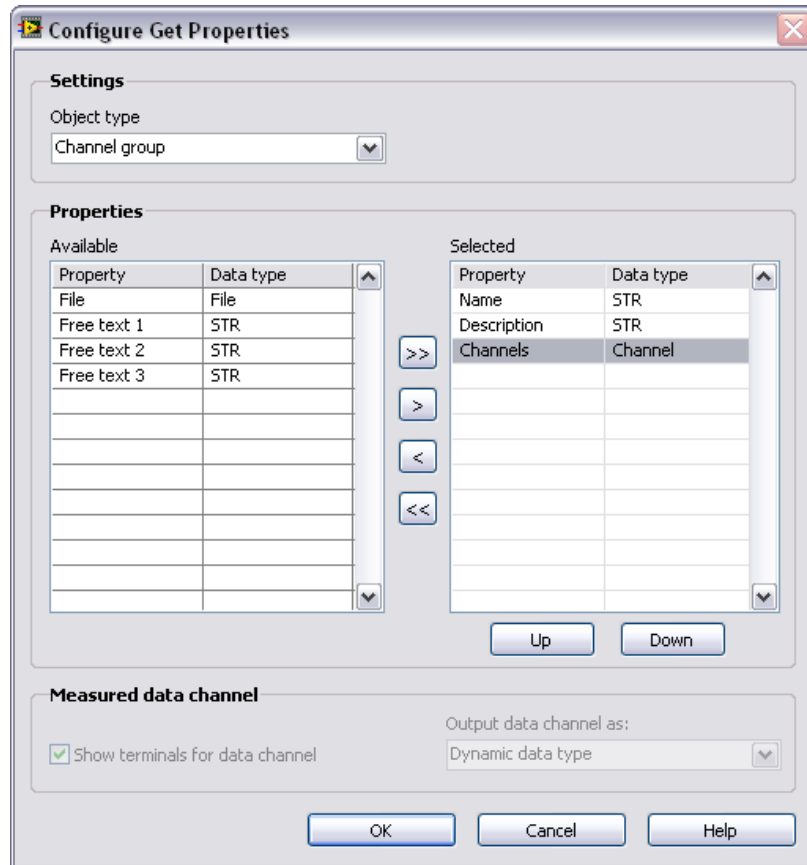 Configure Get Properties
Settings
Object type
Channel group
Properties
Available
Property Data type
File File
Free text 1 STR
Free text 2 STR
Free text 3 STR
>>
>
<
<<
Selected
Property Data type
Name STR
Description STR
Channels Channel
Up Down
Measured data channel
Show terminals for data channel
Output data channel as:
Dynamic data type
OK Cancel Help